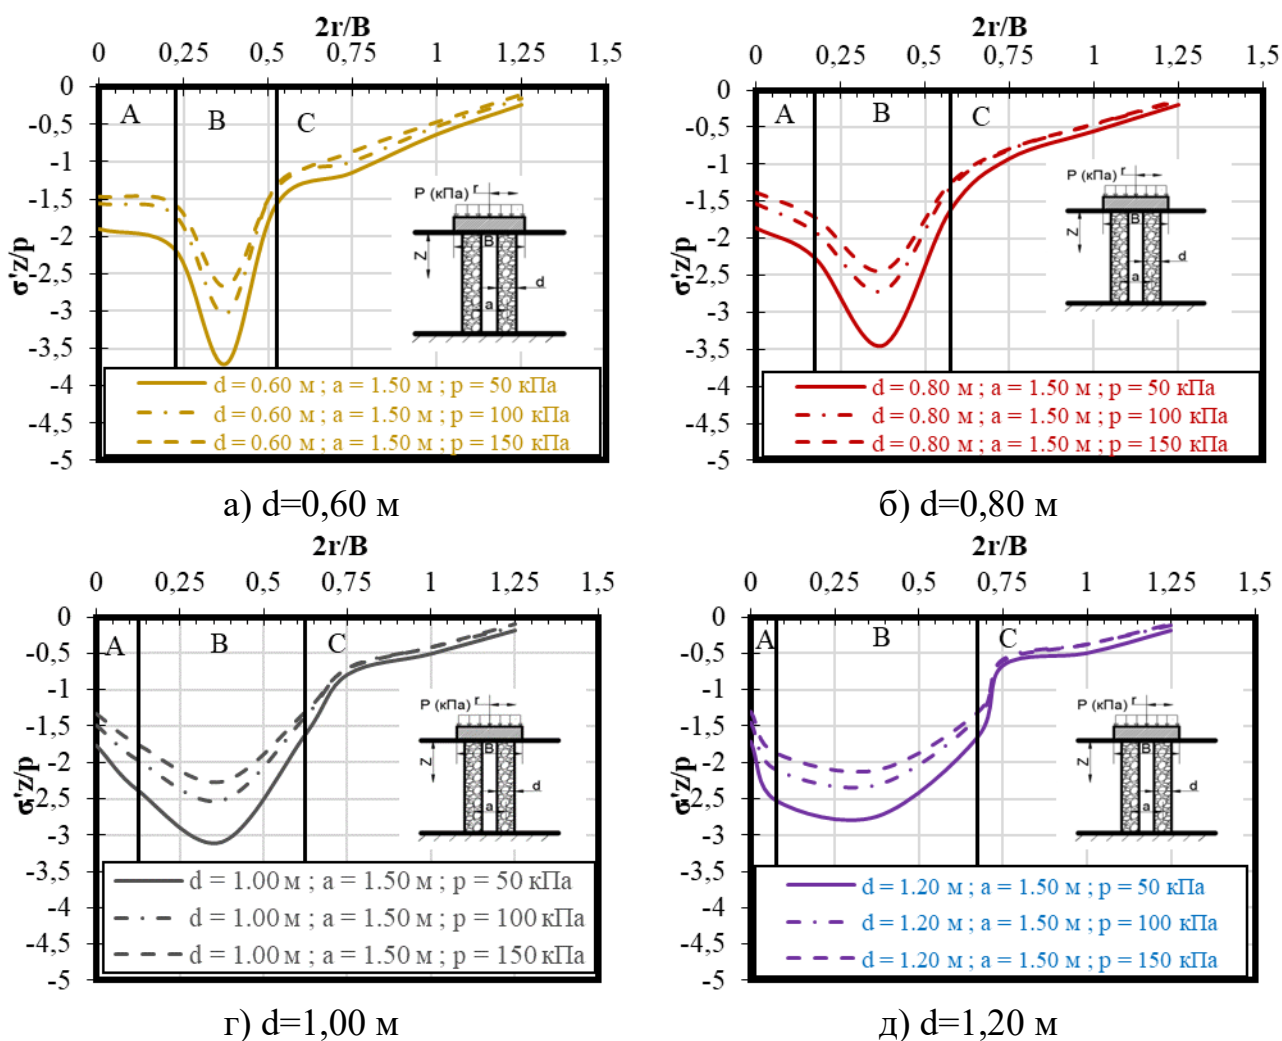 2r/B
0 0,25 0,5 0,75 1 1,25 1,5
0
-0,5
-1
-1,5
-2
-2,5
-3
-3,5
-4
-4,5
-5
σ'z/p
A B C
P (кПа) r
B
Z
d
a
d = 0.60 м ; a = 1.50 м ; p = 50 кПа
d = 0.60 м ; a = 1.50 м ; p = 100 кПа
d = 0.60 м ; a = 1.50 м ; p = 150 кПа
а) d=0,60 м
2r/B
0 0,25 0,5 0,75 1 1,25 1,5
0
-0,5
-1
-1,5
-2
-2,5
-3
-3,5
-4
-4,5
-5
σ'z/p
A B C
P (кПа) r
B
Z
d
a
d = 0.80 м ; a = 1.50 м ; p = 50 кПа
d = 0.80 м ; a = 1.50 м ; p = 100 кПа
d = 0.80 м ; a = 1.50 м ; p = 150 кПа
б) d=0,80 м
2r/B
0 0,25 0,5 0,75 1 1,25 1,5
0
-0,5
-1
-1,5
-2
-2,5
-3
-3,5
-4
-4,5
-5
σ'z/p
A B C
P (кПа) r
B
Z
d
a
d = 1.00 м ; a = 1.50 м ; p = 50 кПа
d = 1.00 м ; a = 1.50 м ; p = 100 кПа
d = 1.00 м ; a = 1.50 м ; p = 150 кПа
г) d=1,00 м
2r/B
0 0,25 0,5 0,75 1 1,25 1,5
0
-0,5
-1
-1,5
-2
-2,5
-3
-3,5
-4
-4,5
-5
σ'z/p
A B C
P (кПа) r
B
Z
d
a
d = 1.20 м ; a = 1.50 м ; p = 50 кПа
d = 1.20 м ; a = 1.50 м ; p = 100 кПа
d = 1.20 м ; a = 1.50 м ; p = 150 кПа
д) d=1,20 м